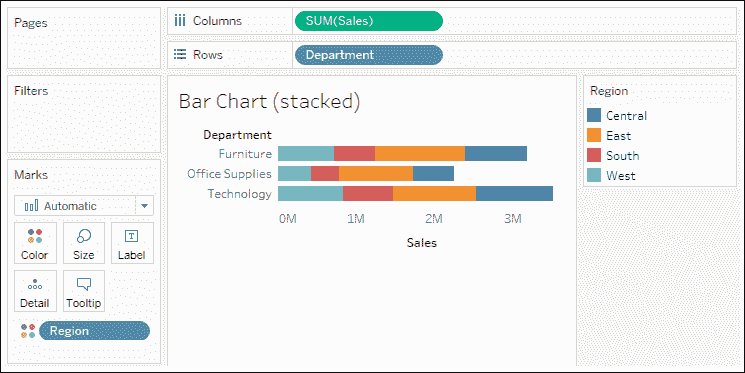 Pages
Columns
SUM(Sales)
Rows
Department
Filters
Marks
Automatic
Color
Size
Label
Detail
Tooltip
Region
Bar Chart (stacked)
Department
Furniture
Office Supplies
Technology
0M 1M 2M 3M
Sales
Region
Central
East
South
West